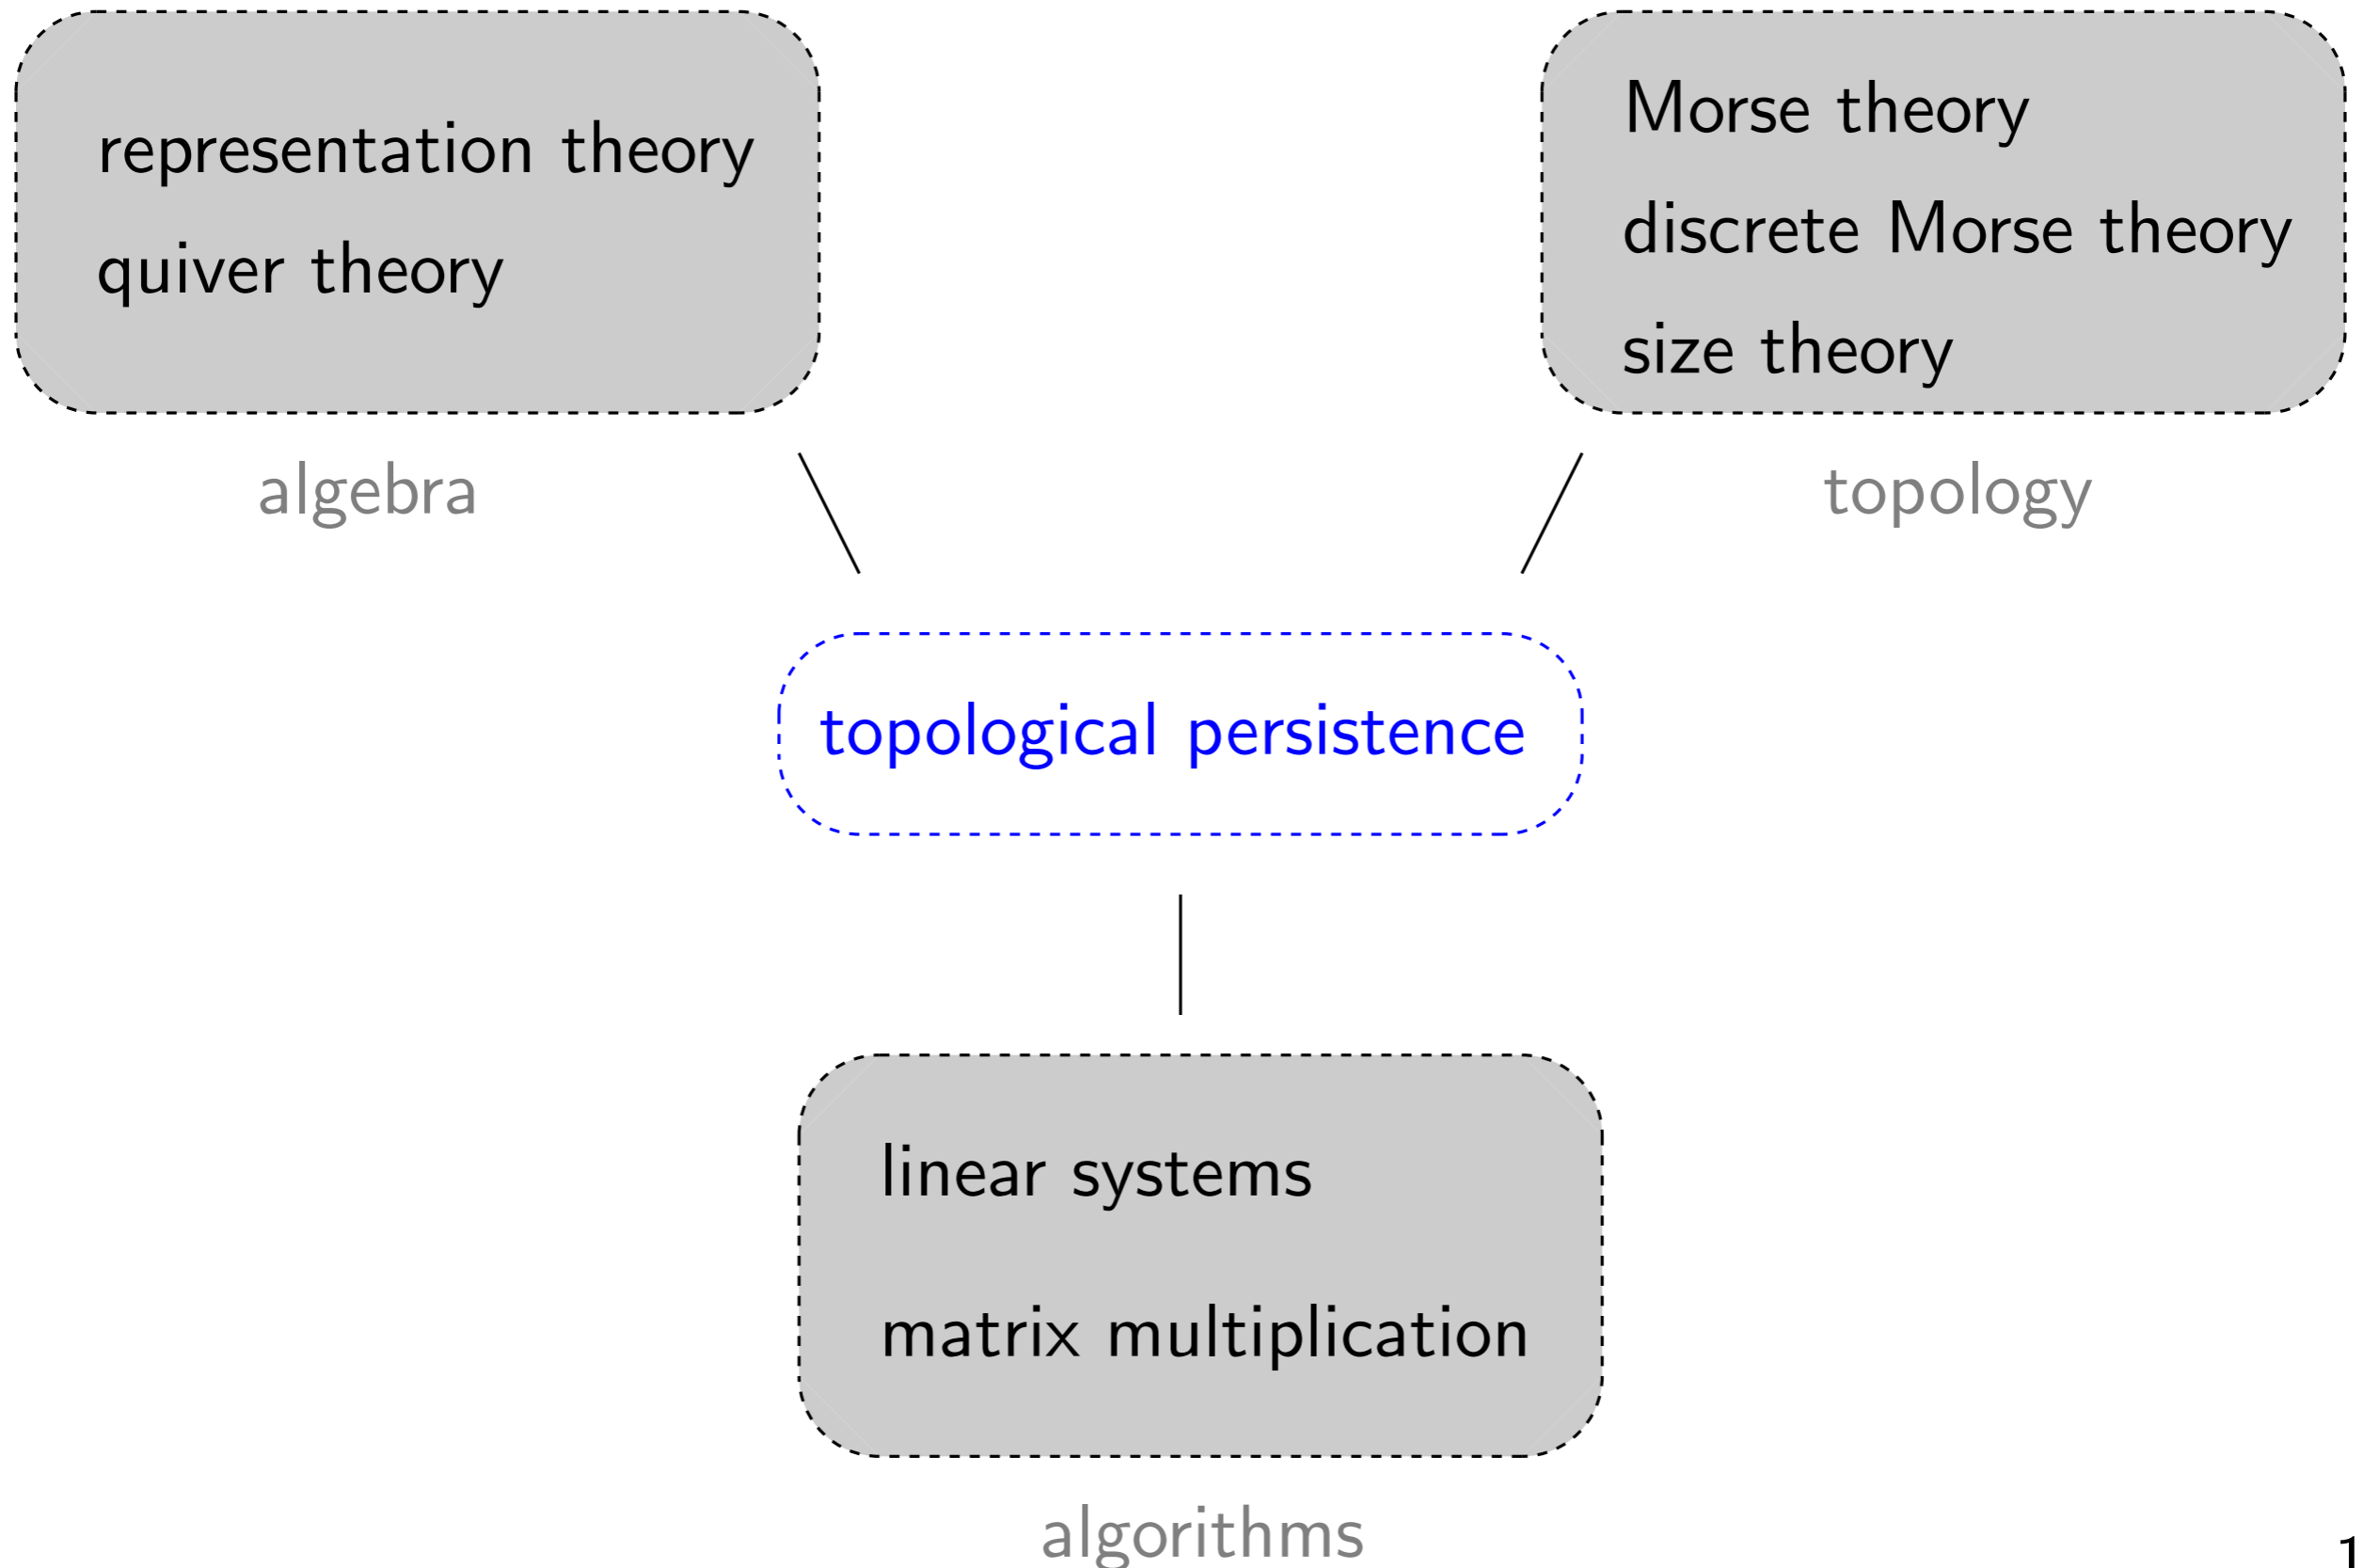 representation theory
quiver theory
algebra
Morse theory
discrete Morse theory
size theory
topology
topological persistence
linear systems
matrix multiplication
algorithms
1